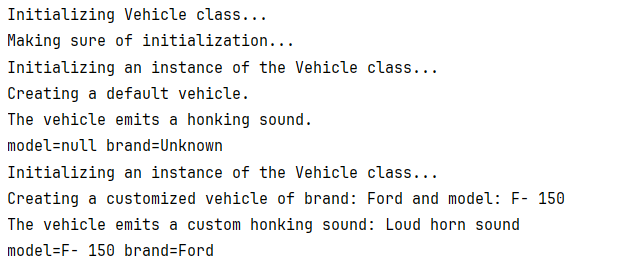 Initializing Vehicle class...
Making sure of initialization...
Initializing an instance of the Vehicle class...
Creating a default vehicle.
The vehicle emits a honking sound.
model=null brand=Unknown
Initializing an instance of the Vehicle class...
Creating a customized vehicle of brand: Ford and model: F- 150
The vehicle emits a custom honking sound: Loud horn sound
model=F- 150 brand=Ford